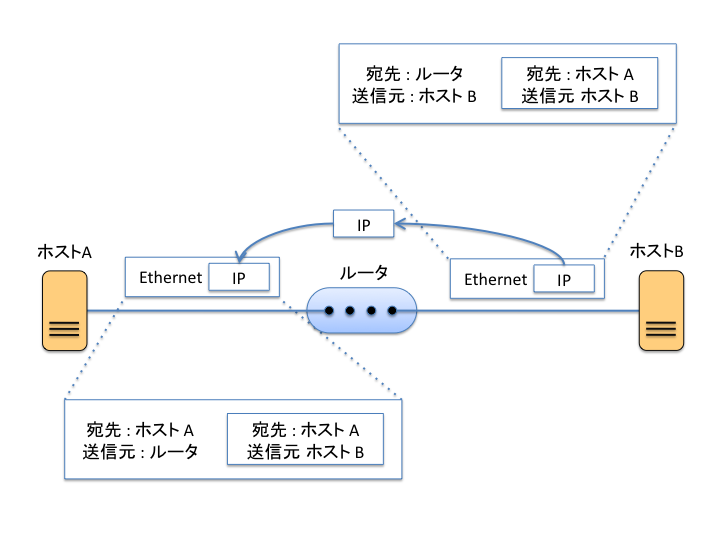 宛先 : ルータ
送信元 : ホスト B
宛先 : ホスト A
送信元 ホスト B
IP
ホストA
ホストB
Ethernet
IP
ルータ
Ethernet
IP
宛先 : ホスト A
送信元 : ルータ
宛先 : ホスト A
送信元 ホスト B